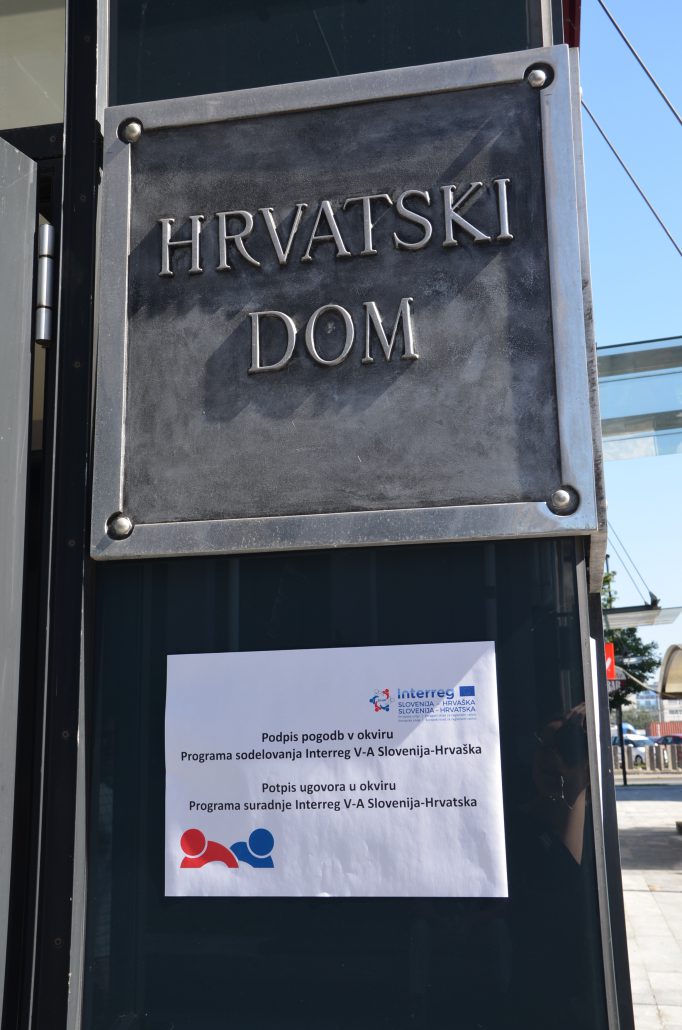 HRVATSKI
DOM
Interreg
SLOVENIJA - HRVAŠKA
SLOVENIJA - HRVATSKA
Podpis pogodb v okviru
Programa sodelovanja Interreg V-A Slovenija-Hrvaška
Potpis ugovora u okviru
Programa suradnje Interreg V-A Slovenija-Hrvatska